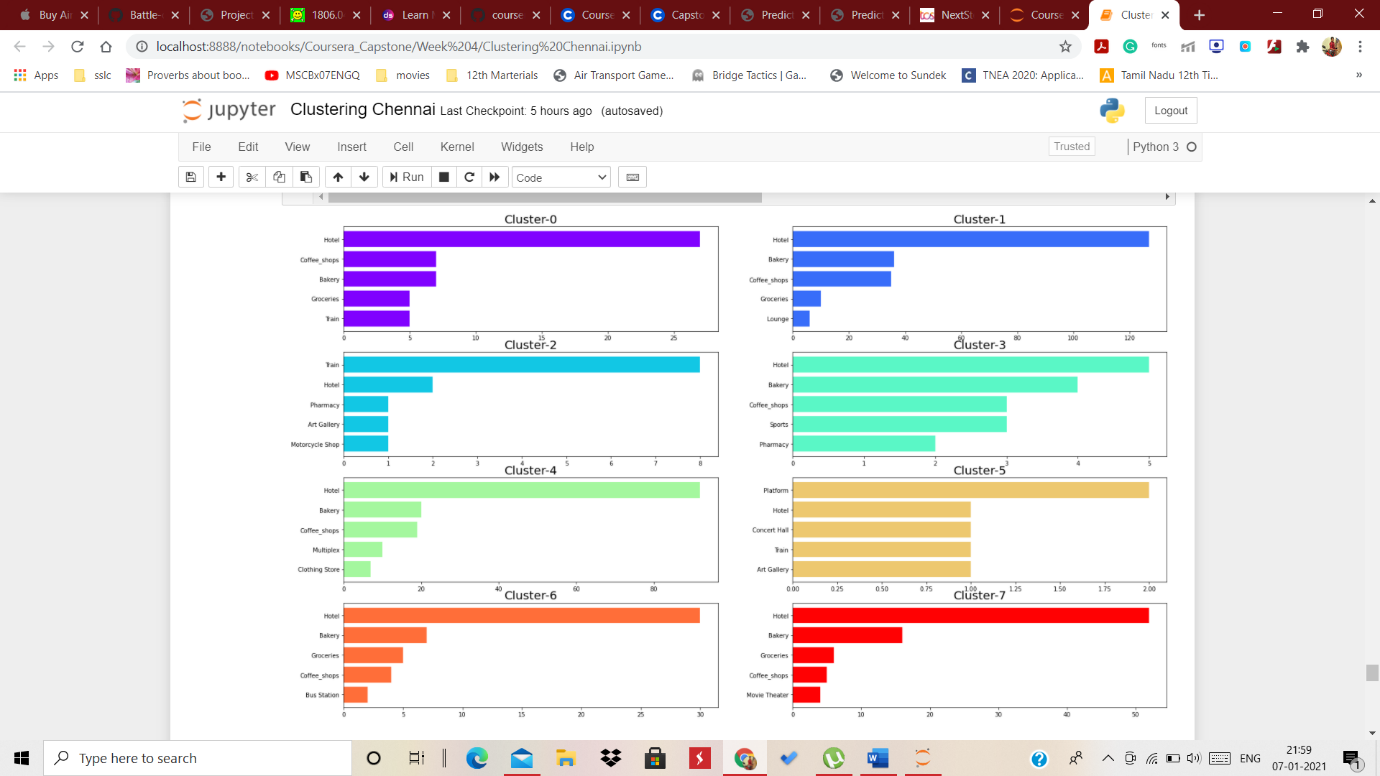 Buy Ai
Battle-
Project
1806.0
Learn
course
Course
Capsto
Predict
Predict
NextSt
Course
Cluster
localhost:8888/notebooks/Coursera_Capstone/Week%204/Clustering%20Chennai.ipynb
fonts
Apps
sslc
Proverbs about boo...
MSCBx07ENGQ
movies
12th Marterials
Air Transport Game...
Bridge Tactics | Ga...
Welcome to Sundek
TNEA 2020: Applica...
Tamil Nadu 12th Ti...
»
jupyter Clustering Chennai Last Checkpoint: 5 hours ago (autosaved)
Logout
File Edit View Insert Cell Kernel Widgets Help
Trusted
Python 3
Run
Code
Cluster-0
Hotel
Coffee_shops
Bakery
Groceries
Train
0 5 10 15 20 25
Cluster-1
Hotel
Bakery
Coffee_shops
Groceries
Lounge
0 20 40 60 80 100 120
Cluster-2
Train
Hotel
Pharmacy
Art Gallery
Motorcycle Shop
0 1 2 3 4 5 6 7 8
Cluster-3
Hotel
Bakery
Coffee_shops
Sports
Pharmacy
0 1 2 3 4 5
Cluster-4
Hotel
Bakery
Coffee_shops
Multiplex
Clothing Store
0 20 40 60 80
Cluster-5
Platform
Hotel
Concert Hall
Train
Art Gallery
0.00 0.25 0.50 0.75 1.00 1.25 1.50 1.75 2.00
Cluster-6
Hotel
Bakery
Groceries
Coffee_shops
Bus Station
0 5 10 15 20 25 30
Cluster-7
Hotel
Bakery
Groceries
Coffee_shops
Movie Theater
0 10 20 30 40 50
Type here to search
ENG
21:59
07-01-2021
1